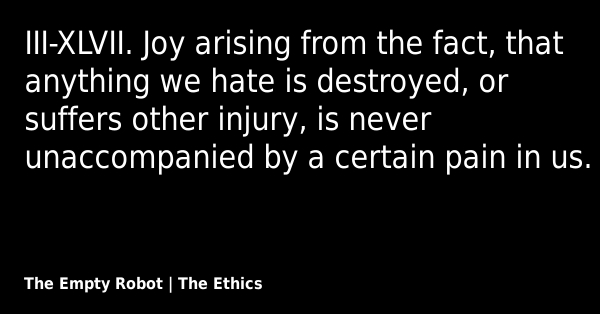 III-XLVII. Joy arising from the fact, that
anything we hate is destroyed, or
suffers other injury, is never
unaccompanied by a certain pain in us.
The Empty Robot | The Ethics